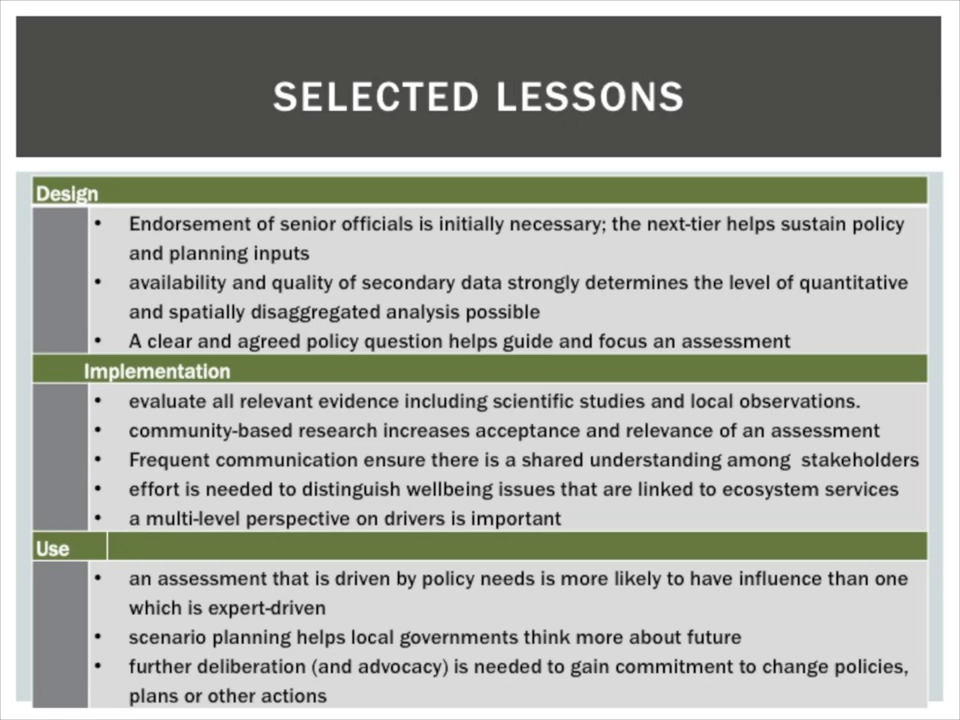 SELECTED LESSONS
Design
• Endorsement of senior officials is initially necessary; the next-tier helps sustain policy
and planning inputs
• availability and quality of secondary data strongly determines the level of quantitative
and spatially disaggregated analysis possible
• A clear and agreed policy question helps guide and focus an assessment
Implementation
• evaluate all relevant evidence including scientific studies and local observations.
• community-based research increases acceptance and relevance of an assessment
• Frequent communication ensure there is a shared understanding among  stakeholders
• effort is needed to distinguish wellbeing issues that are linked to ecosystem services
• a multi-level perspective on drivers is important
Use
• an assessment that is driven by policy needs is more likely to have influence than one
which is expert-driven
• scenario planning helps local governments think more about future
• further deliberation (and advocacy) is needed to gain commitment to change policies,
plans or other actions